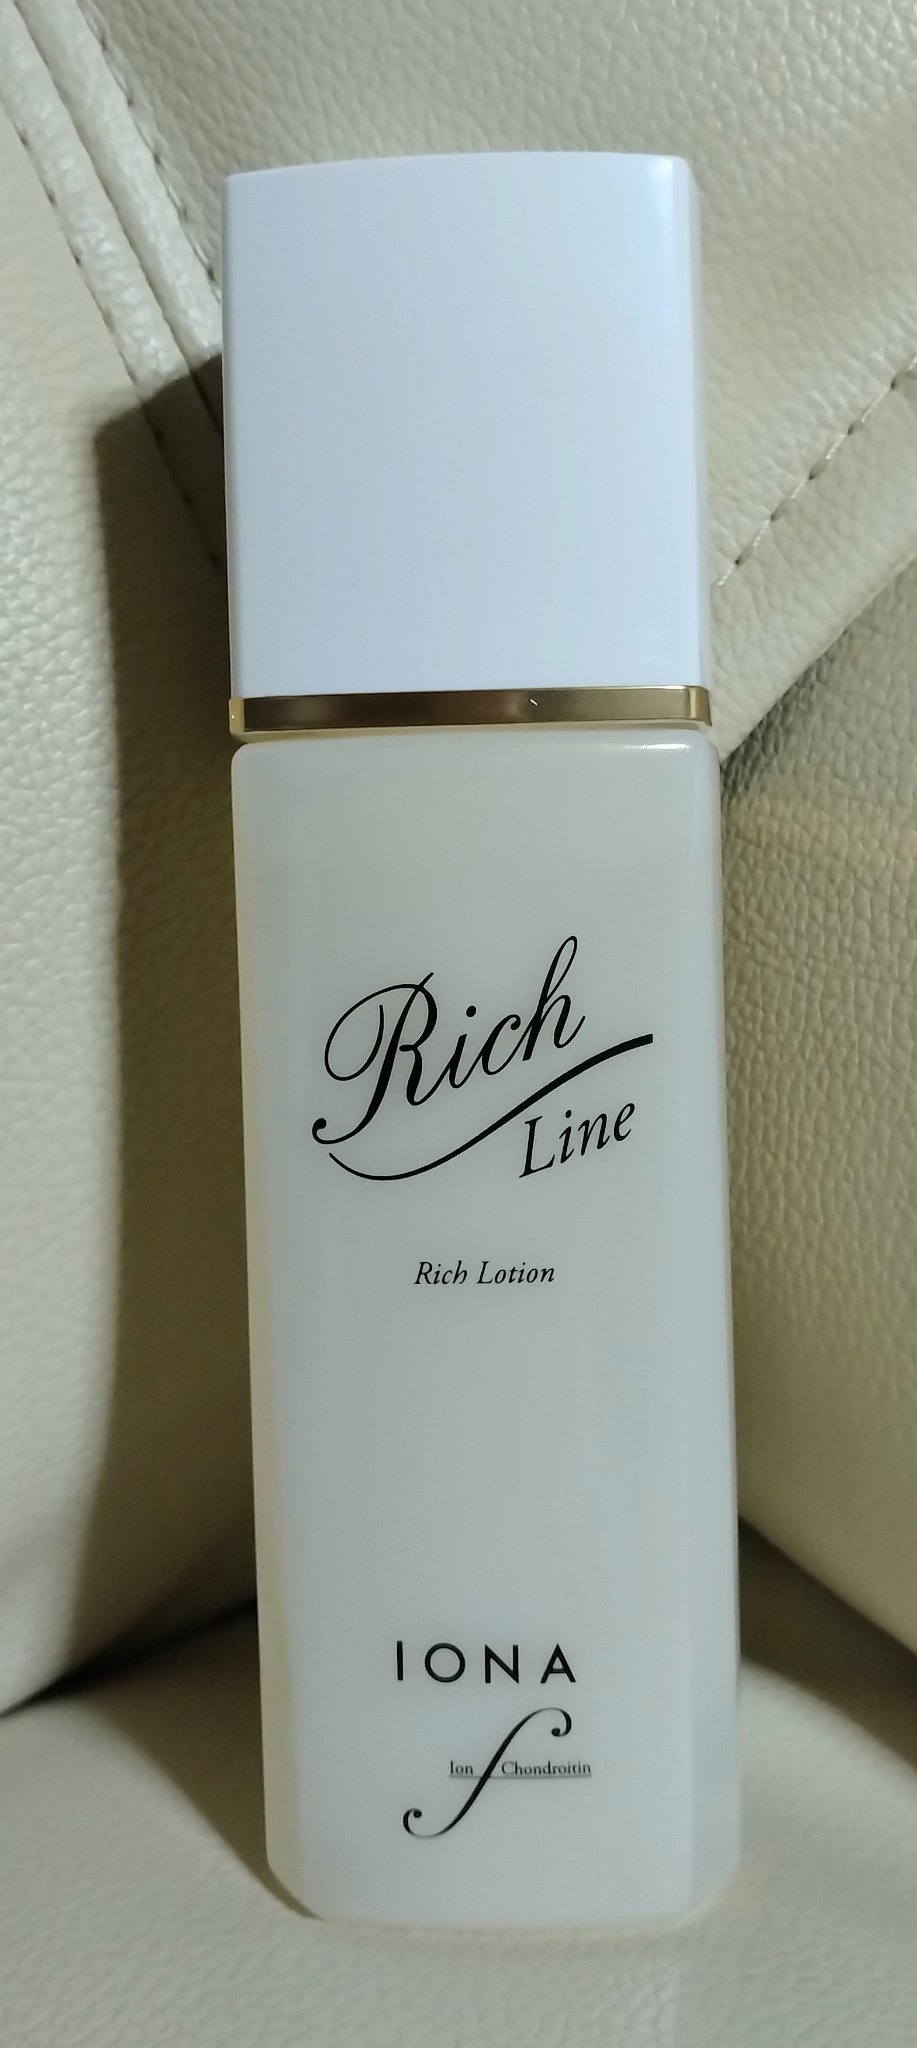 Rich
Line
Rich Lotion
IONA
f
Ion Chondroitin